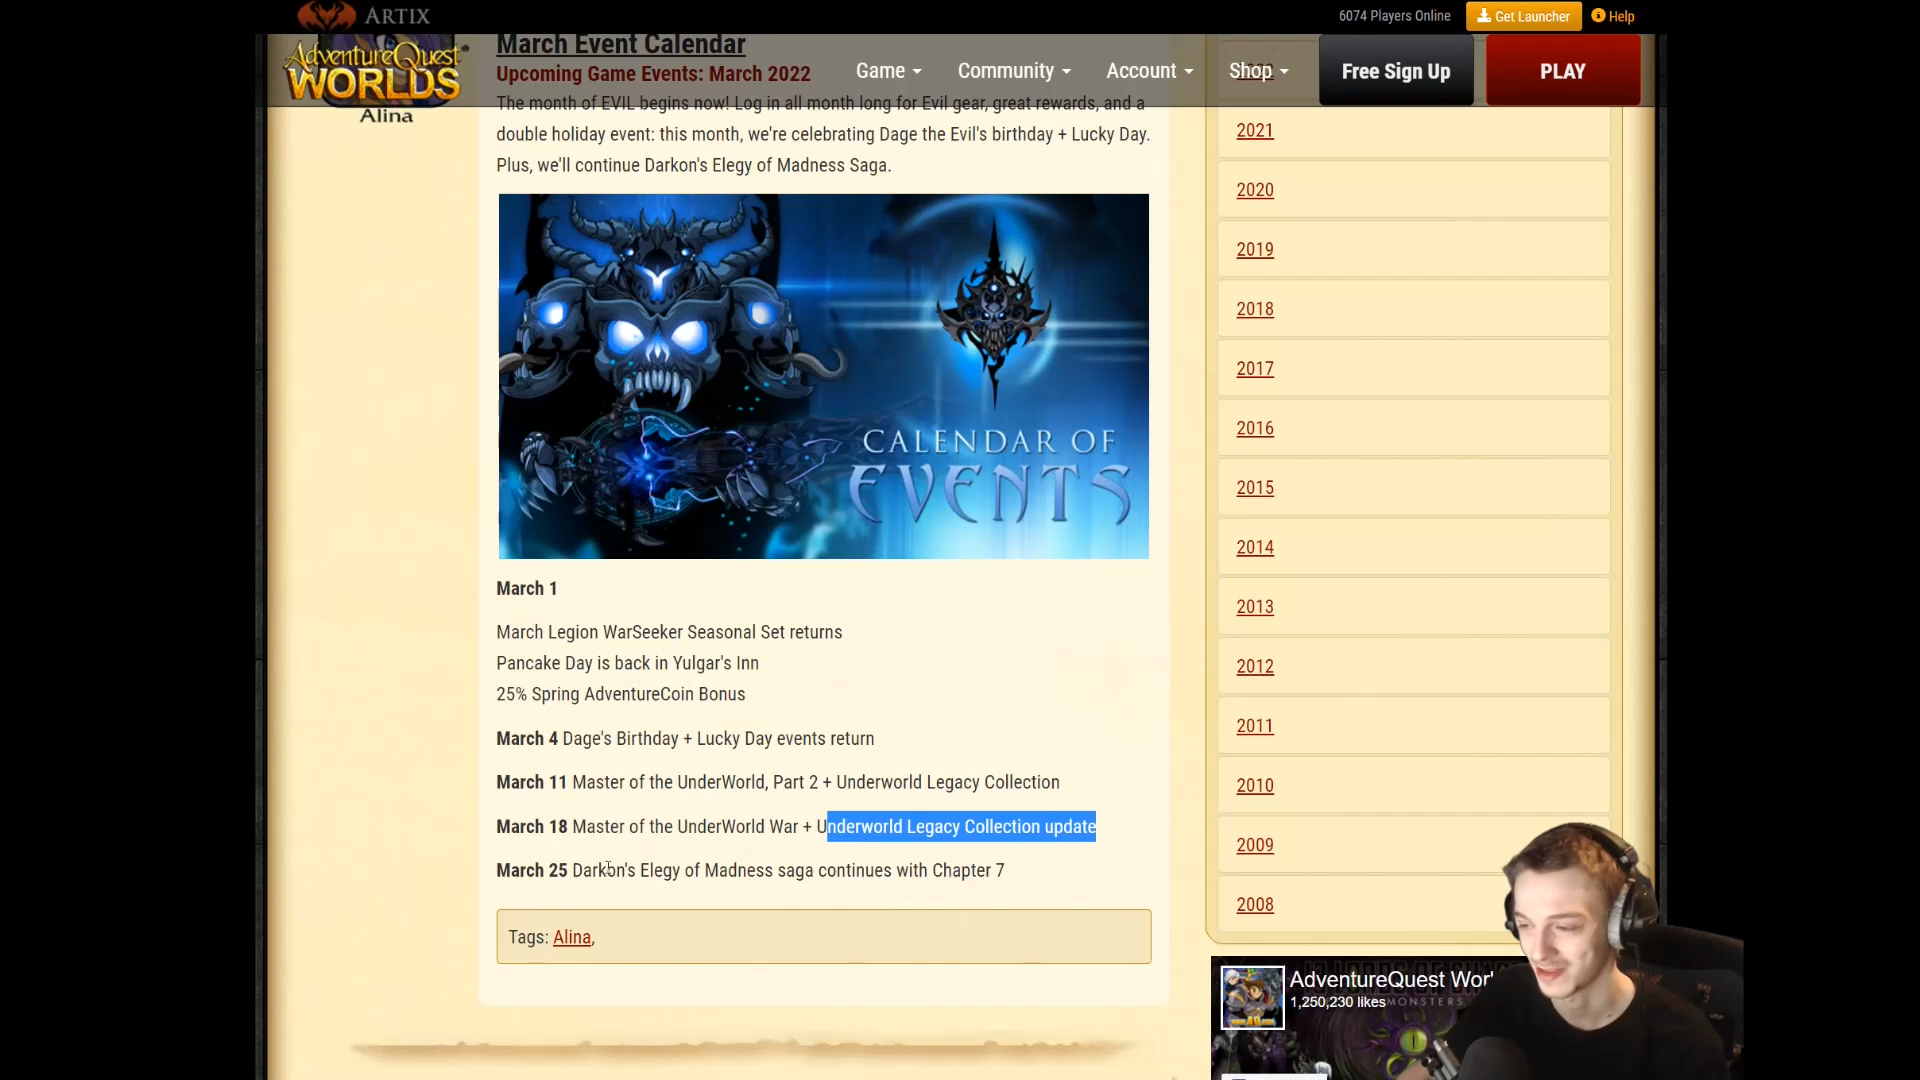 ARTIX
6074 Players Online
Get Launcher
Help
AdventureQuest
WORLDS
Game
Community
Account
Shop
Free Sign Up
PLAY
Alina
March Event Calendar
Upcoming Game Events: March 2022
The month of EVIL begins now! Log in all month long for Evil gear, great rewards, and a
double holiday event: this month, we're celebrating Dage the Evil's birthday + Lucky Day.
Plus, we'll continue Darkon's Elegy of Madness Saga.
CALENDAR OF
EVENTS
March 1
March Legion WarSeeker Seasonal Set returns
Pancake Day is back in Yulgar's Inn
25% Spring AdventureCoin Bonus
March 4 Dage's Birthday + Lucky Day events return
March 11 Master of the UnderWorld, Part 2 + Underworld Legacy Collection
March 18 Master of the UnderWorld War + Underworld Legacy Collection update
March 25 Darkon's Elegy of Madness saga continues with Chapter 7
Tags: Alina,
2021
2020
2019
2018
2017
2016
2015
2014
2013
2012
2011
2010
2009
2008
AdventureQuest Wor
1,250,230 likes
MONSTERS